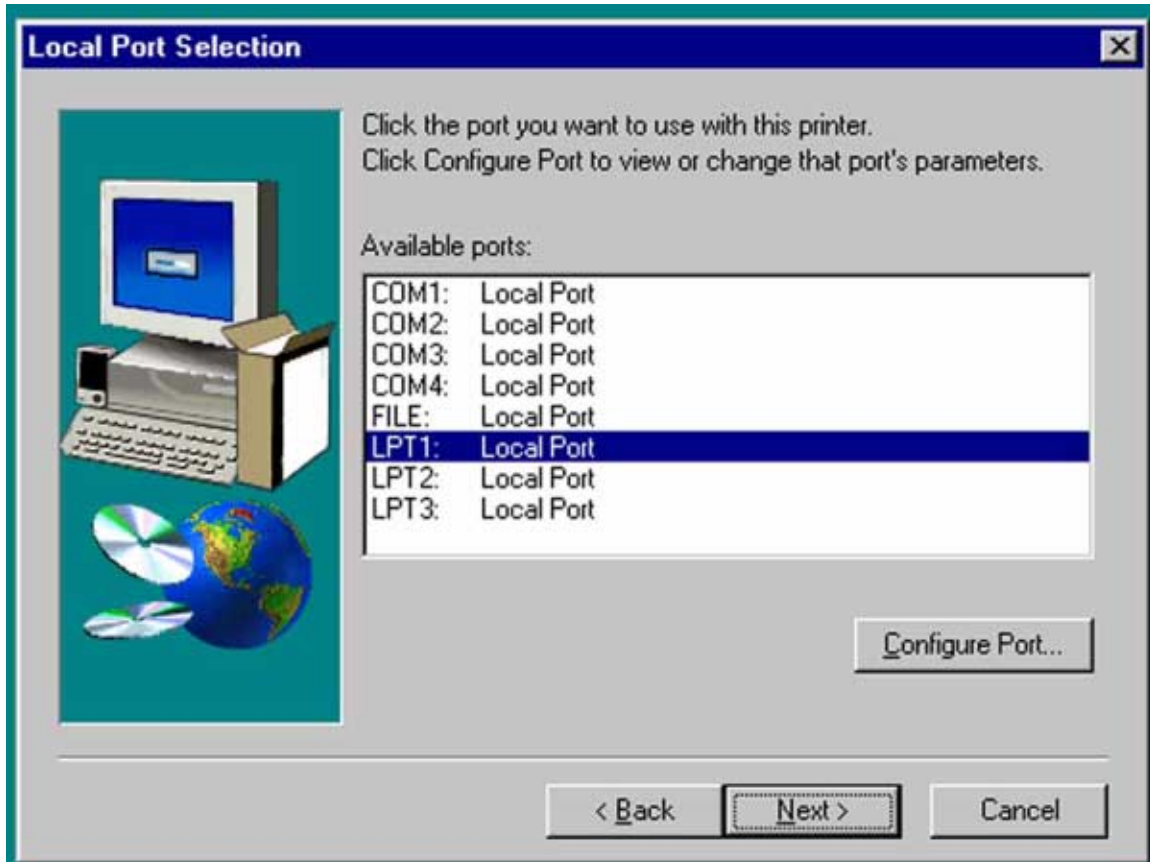 Local Port Selection
Click the port you want to use with this printer.
Click Configure Port to view or change that port's parameters.
Available ports:
COM1: Local Port
COM2: Local Port
COM3: Local Port
COM4: Local Port
FILE: Local Port
LPT1: Local Port
LPT2: Local Port
LPT3: Local Port
Configure Port...
< Back Next > Cancel